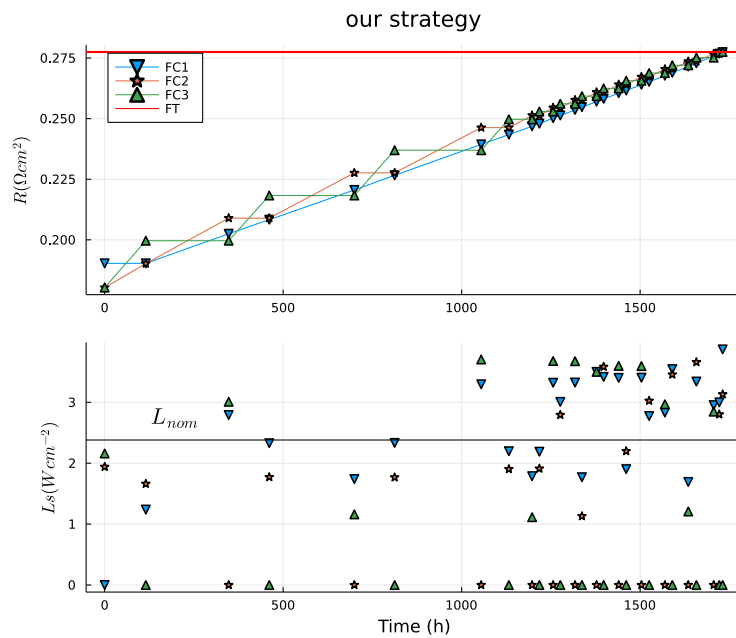 our strategy
0.275
0.250
0.225
0.200
R(Ωcm²)
FC1
FC2
FC3
FT
0
500
1000
1500
3
2
1
0
Ls(Wcm⁻²)
L_nom
0
500
1000
1500
Time (h)